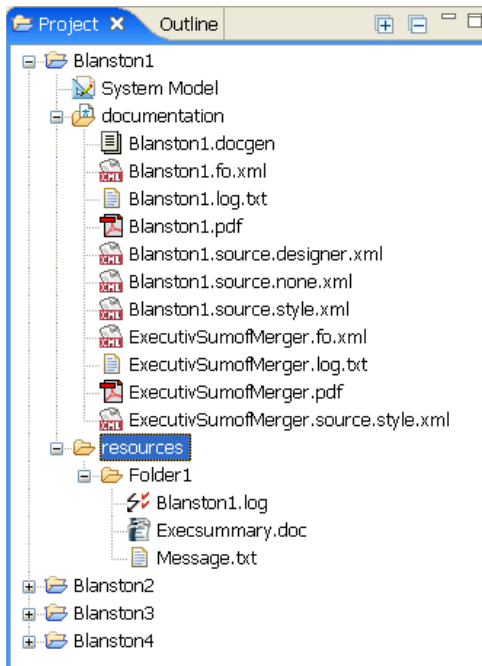 Project Outline
Blanston1
System Model
documentation
Blanston1.docgen
Blanston1.fo.xml
Blanston1.log.txt
Blanston1.pdf
Blanston1.source.designer.xml
Blanston1.source.none.xml
Blanston1.source.style.xml
ExecutivSumofMerger.fo.xml
ExecutivSumofMerger.log.txt
ExecutivSumofMerger.pdf
ExecutivSumofMerger.source.style.xml
resources
Folder1
Blanston1.log
Execsummary.doc
Message.txt
Blanston2
Blanston3
Blanston4